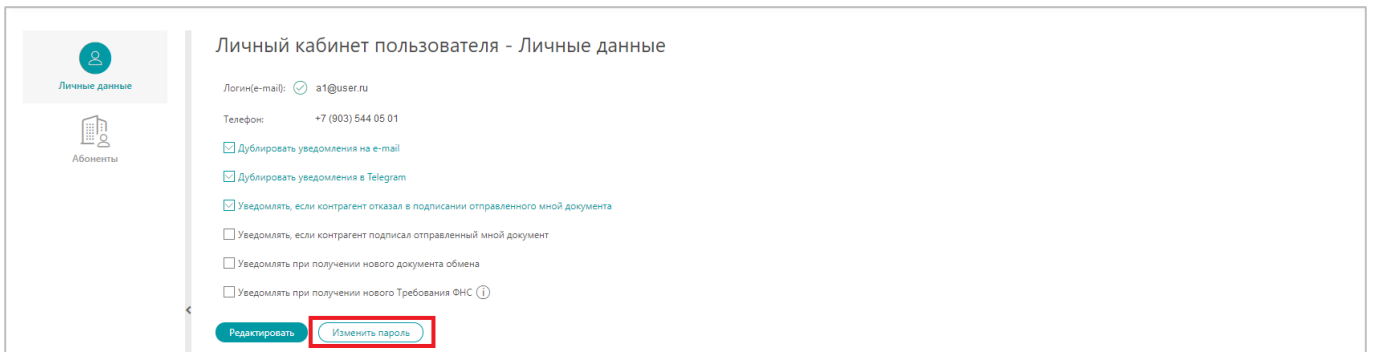 Личный кабинет пользователя - Личные данные
Личные данные
Абоненты
Логин(e-mail): a1@user.ru
Телефон: +7 (903) 544 05 01
Дублировать уведомления на e-mail
Дублировать уведомления в Telegram
Уведомлять, если контрагент отказал в подписании отправленного мной документа
Уведомлять, если контрагент подписал отправленный мной документ
Уведомлять при получении нового документа обмена
Уведомлять при получении нового Требования ФНС
Редактировать Изменить пароль